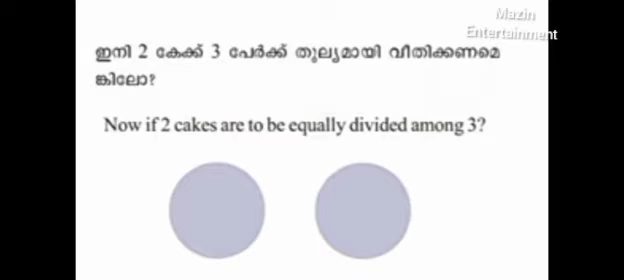 Mazin
Entertainment
ഇനി 2 കേക്ക് 3 പേർക്ക് തുല്യമായി വീതിക്കണമെ
ങ്കിലോ?
Now if 2 cakes are to be equally divided among 3?